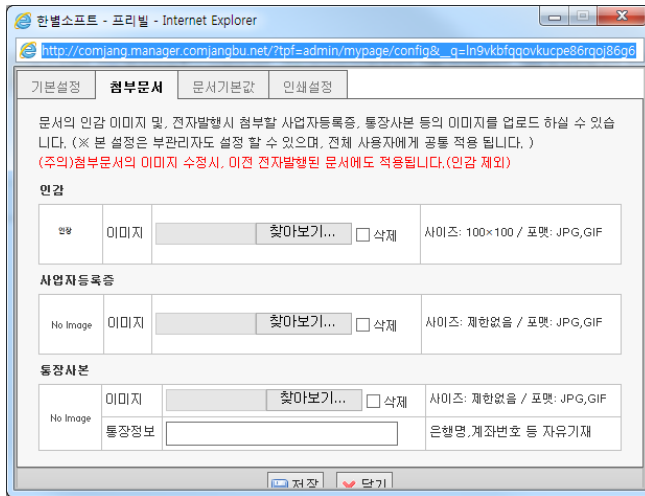 한별소프트 - 프리빌 - Internet Explorer
http://comjang.manager.comjangbu.net/?tpf=admin/mypage/config&__q=ln9vkbfqqovkucpe86rqoj86g6
기본설정 첨부문서 문서기본값 인쇄설정
문서의 인감 이미지 및, 전자발행시 첨부할 사업자등록증, 통장사본 등의 이미지를 업로드 하실 수 있습
니다. (※ 본 설정은 부관리자도 설정 할 수 있으며, 전체 사용자에게 공통 적용 됩니다. )
(주의)첨부문서의 이미지 수정시, 이전 전자발행된 문서에도 적용됩니다.(인감 제외)
인감
이미지 찾아보기... 삭제 사이즈: 100×100 / 포맷: JPG,GIF
사업자등록증
No Image 이미지 찾아보기... 삭제 사이즈: 제한없음 / 포맷: JPG,GIF
통장사본
이미지 찾아보기... 삭제 사이즈: 제한없음 / 포맷: JPG,GIF
No Image
통장정보 은행명,계좌번호 등 자유기재
저장 닫기